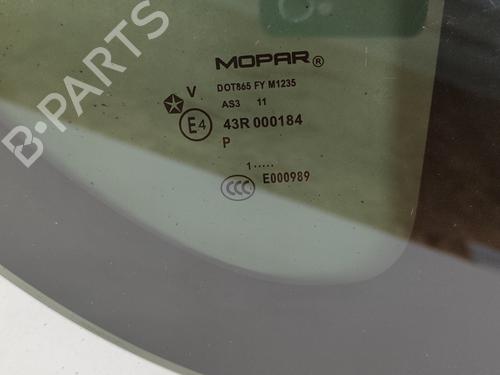 MOPAR®
V DOT865 FY M1235
AS3 11
E4 43R 000184
P
1.....
CCC E000989
B-PARTS